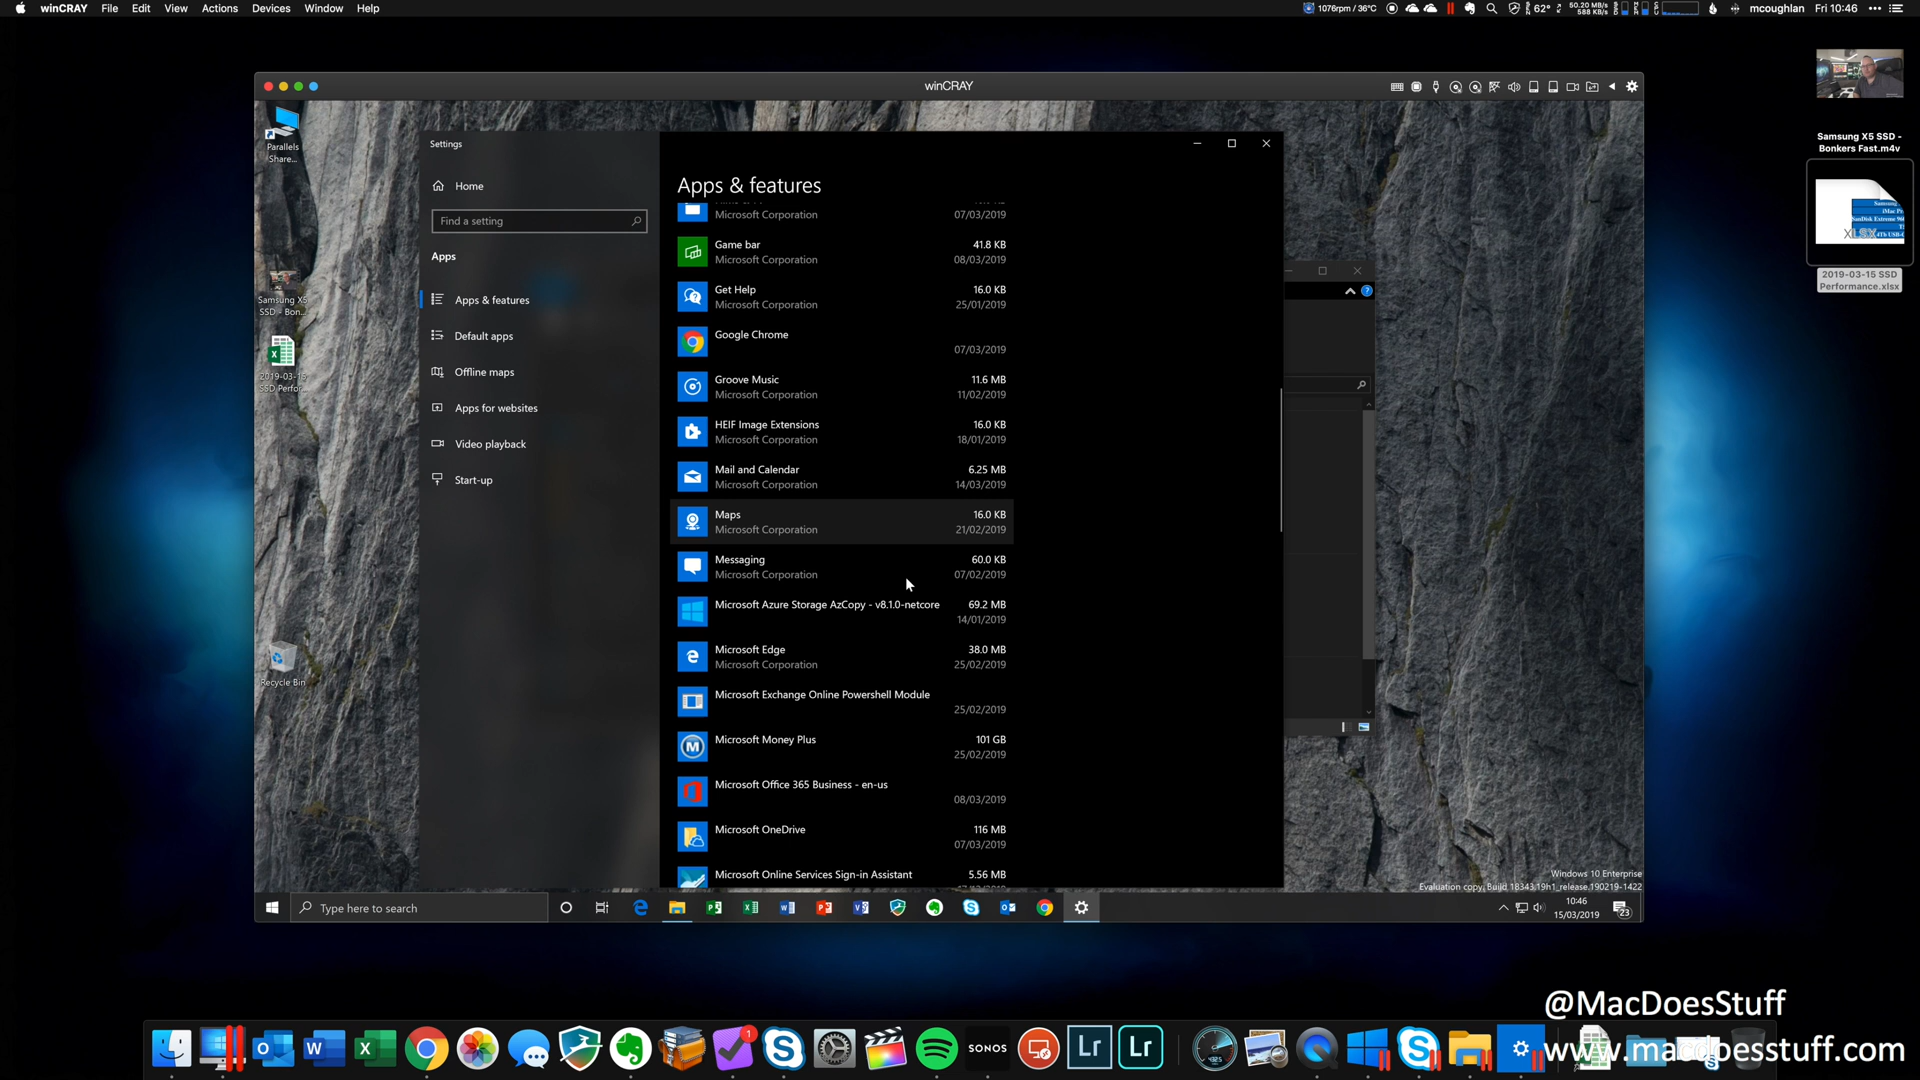 winCRAY File Edit View Actions Devices Window Help
1076rpm / 36°C
62°
50.20 MB/s
588 KB/s
mcoughlan Fri 10:46
winCRAY
Parallels
Share...
Samsung X5
SSD - Bon...
2019-03-15
SSD Perfor...
Recycle Bin
Settings
Home
Find a setting
Apps
Apps & features
Default apps
Offline maps
Apps for websites
Video playback
Start-up
Apps & features
Microsoft Corporation 07/03/2019
Game bar 41.8 KB
Microsoft Corporation 08/03/2019
Get Help 16.0 KB
Microsoft Corporation 25/01/2019
Google Chrome
07/03/2019
Groove Music 11.6 MB
Microsoft Corporation 11/02/2019
HEIF Image Extensions 16.0 KB
Microsoft Corporation 18/01/2019
Mail and Calendar 6.25 MB
Microsoft Corporation 14/03/2019
Maps 16.0 KB
Microsoft Corporation 21/02/2019
Messaging 60.0 KB
Microsoft Corporation 07/02/2019
Microsoft Azure Storage AzCopy - v8.1.0-netcore 69.2 MB
14/01/2019
Microsoft Edge 38.0 MB
Microsoft Corporation 25/02/2019
Microsoft Exchange Online Powershell Module
25/02/2019
Microsoft Money Plus 101 GB
25/02/2019
Microsoft Office 365 Business - en-us
08/03/2019
Microsoft OneDrive 116 MB
07/03/2019
Microsoft Online Services Sign-in Assistant 5.56 MB
Samsung X5 SSD -
Bonkers Fast.m4v
XLSX
2019-03-15 SSD
Performance.xlsx
Windows 10 Enterprise
Evaluation copy. Build 18343.19h1_release.190219-1422
Type here to search
10:46
15/03/2019
23
@MacDoesStuff
www.macdoesstuff.com
SONOS
Lr
Lr
1